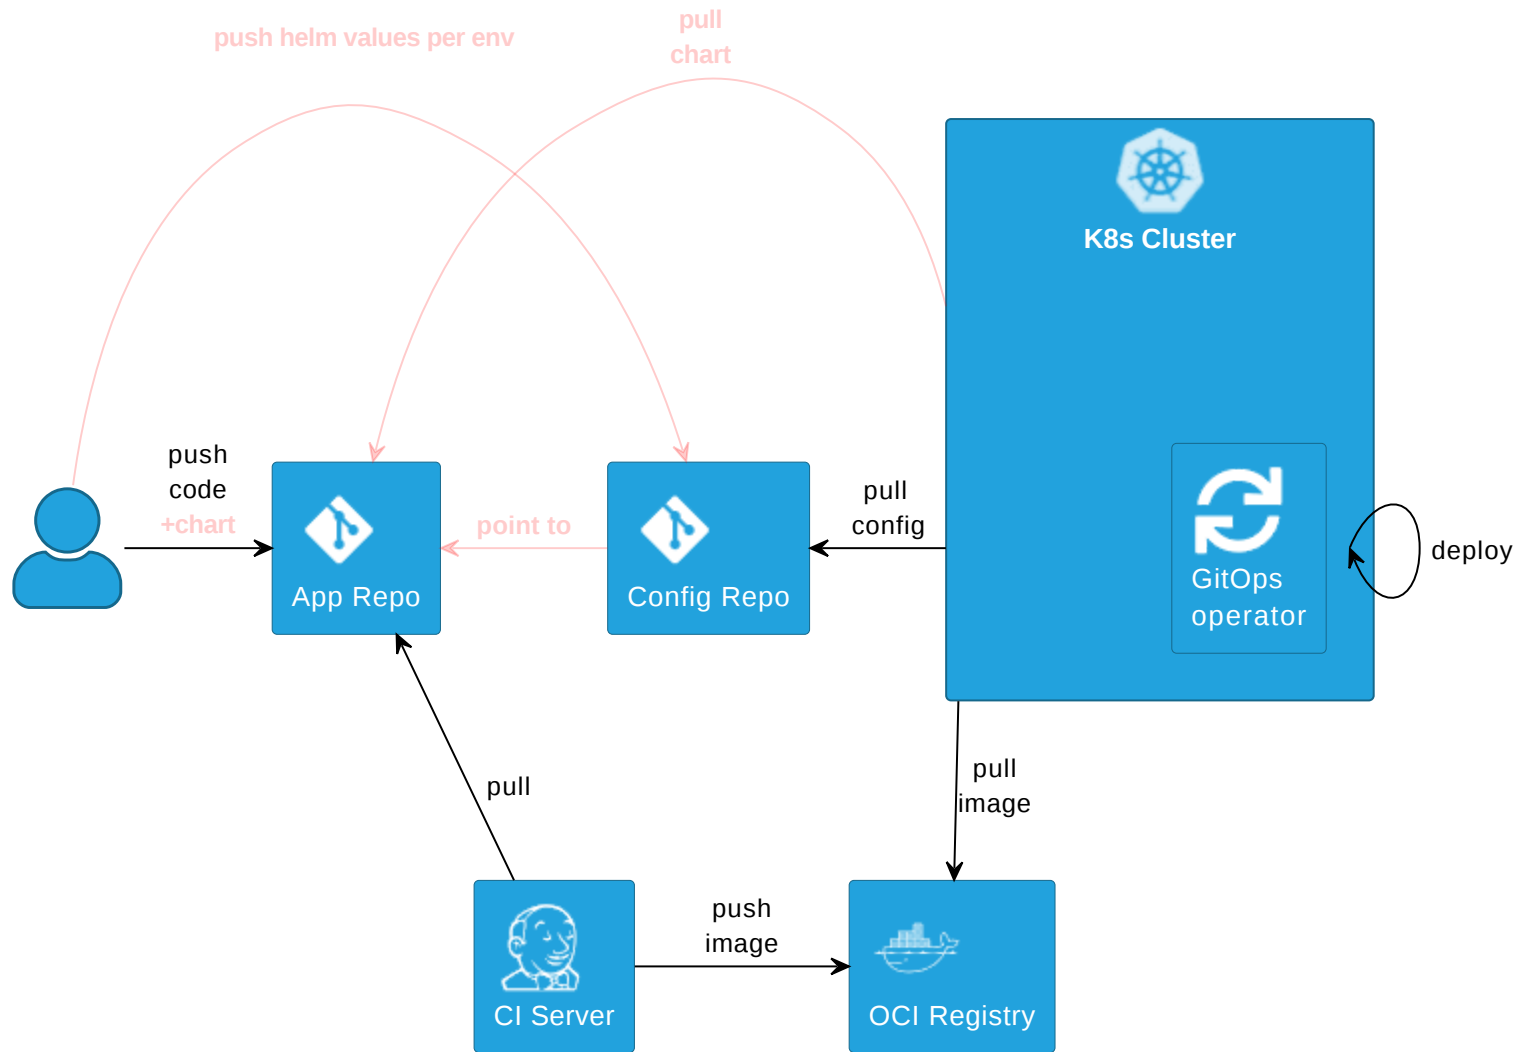 push helm values per env
pull
chart
K8s Cluster
push
code
+chart
point to
pull
config
deploy
App Repo
Config Repo
GitOps
operator
pull
pull
image
push
image
CI Server
OCI Registry